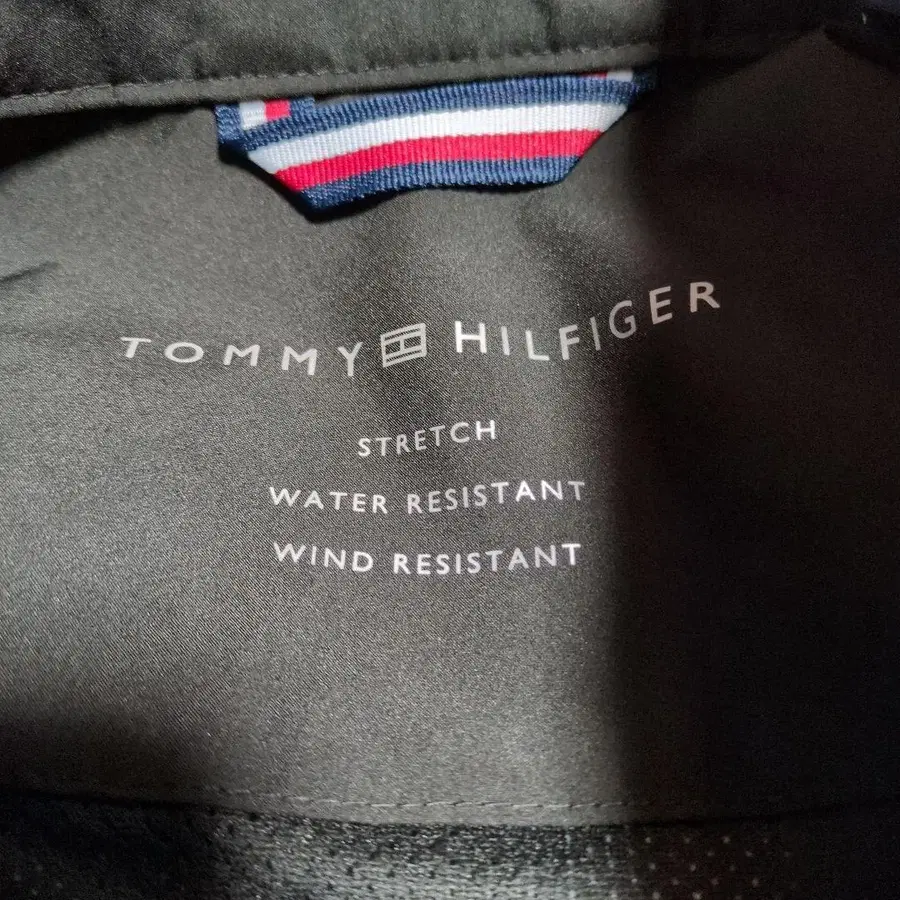 TOMMY HILFIGER
STRETCH
WATER RESISTANT
WIND RESISTANT